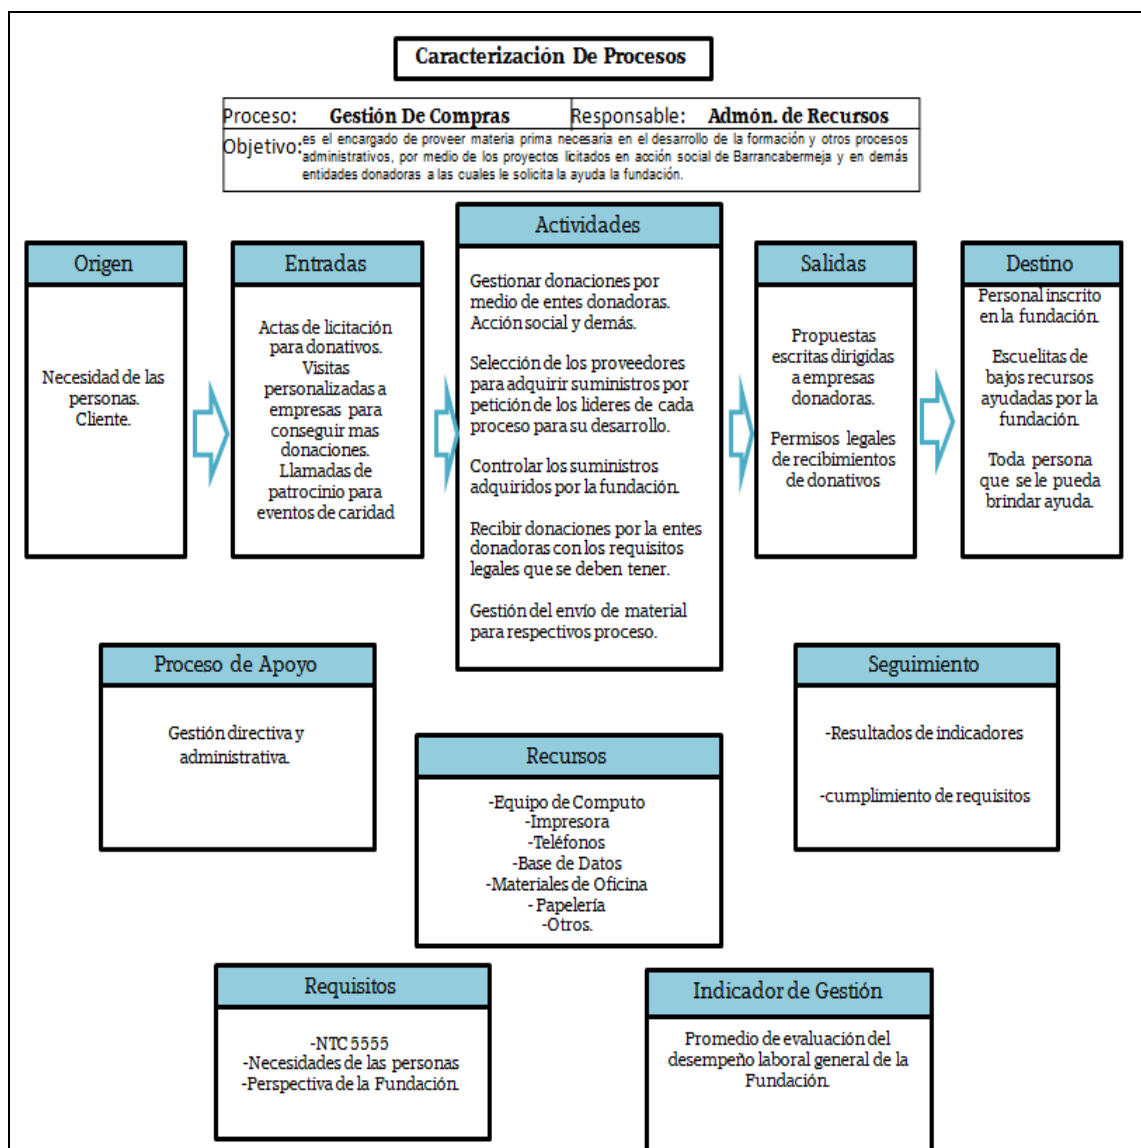 Caracterización De Procesos
Proceso: Gestión De Compras Responsable: Admón. de Recursos
Objetivo: es el encargado de proveer materia prima necesaria en el desarrollo de la formación y otros procesos
administrativos, por medio de los proyectos licitados en acción social de Barrancabermeja y en demás
entidades donadoras a las cuales le solicita la ayuda la fundación.
Origen
Necesidad de las
personas.
Cliente.
Entradas
Actas de licitación
para donativos.
Visitas
personalizadas a
empresas para
conseguir mas
donaciones.
Llamadas de
patrocinio para
eventos de caridad
Actividades
Gestionar donaciones por
medio de entes donadoras.
Acción social y demás.
Selección de los proveedores
para adquirir suministros por
petición de los lideres de cada
proceso para su desarrollo.
Controlar los suministros
adquiridos por la fundación.
Recibir donaciones por la entes
donadoras con los requisitos
legales que se deben tener.
Gestión del envío de material
para respectivos proceso.
Salidas
Propuestas
escritas dirigidas
a empresas
donadoras.
Permisos legales
de recibimientos
de donativos
Destino
Personal inscrito
en la fundación.
Escuelitas de
bajos recursos
ayudadas por la
fundación.
Toda persona
que se le pueda
brindar ayuda.
Proceso de Apoyo
Gestión directiva y
administrativa.
Recursos
-Equipo de Computo
-Impresora
-Teléfonos
-Base de Datos
-Materiales de Oficina
- Papelería
-Otros.
Seguimiento
-Resultados de indicadores
-cumplimiento de requisitos
Requisitos
-NTC 5555
-Necesidades de las personas
-Perspectiva de la Fundación.
Indicador de Gestión
Promedio de evaluación del
desempeño laboral general de la
Fundación.